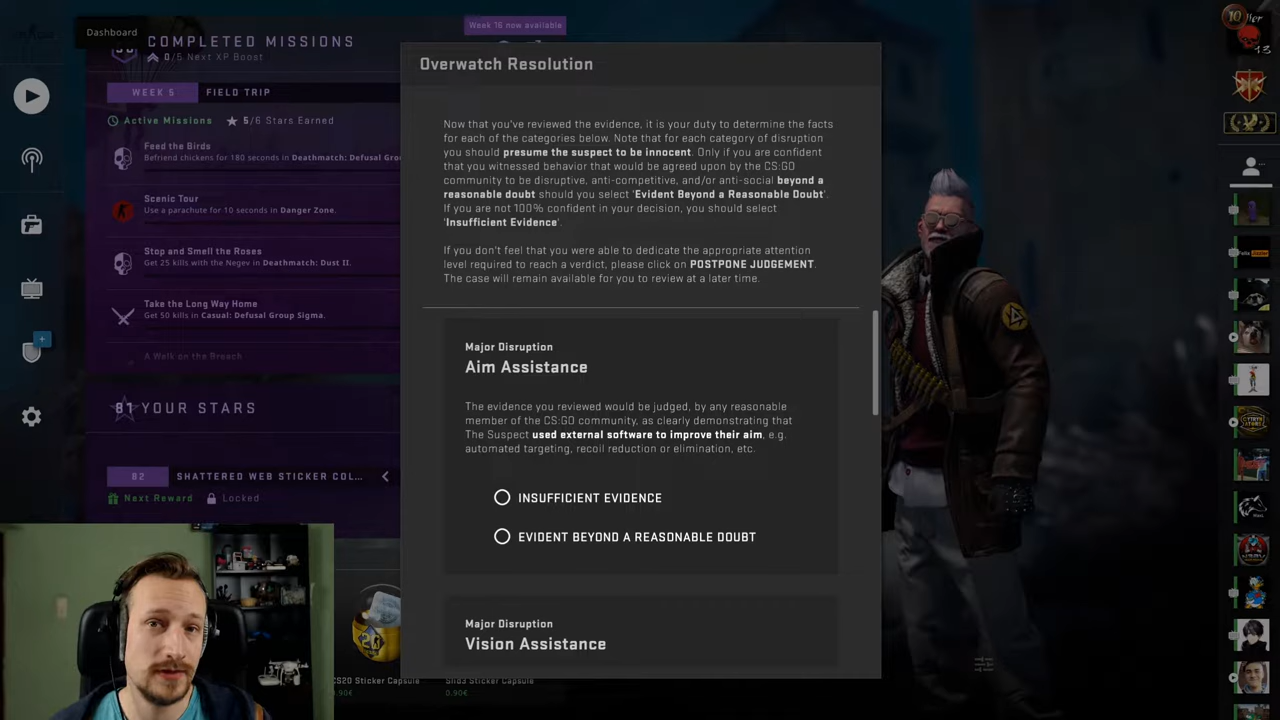 Dashboard
COMPLETED MISSIONS
0/5 Next XP Boost
Week 16 now available
WEEK 5 FIELD TRIP
Active Missions 5/6 Stars Earned
Feed the Birds
Befriend chickens for 180 seconds in Deathmatch: Defusal Gro
Scenic Tour
Use a parachute for 10 seconds in Danger Zone.
Stop and Smell the Roses
Get 25 kills with the Negev in Deathmatch: Dust II.
Take the Long Way Home
Get 50 kills in Casual: Defusal Group Sigma.
A Walk on the Breach
81 YOUR STARS
82 SHATTERED WEB STICKER COL...
Next Reward Locked
CS20 Sticker Capsule
0.90€
Sticker Capsule
0.90€
Overwatch Resolution
Now that you've reviewed the evidence, it is your duty to determine the facts
for each of the categories below. Note that for each category of disruption
you should presume the suspect to be innocent. Only if you are confident
that you witnessed behavior that would be agreed upon by the CS:GO
community to be disruptive, anti-competitive, and/or anti-social beyond a
reasonable doubt should you select 'Evident Beyond a Reasonable Doubt'.
If you are not 100% confident in your decision, you should select
'Insufficient Evidence'.
If you don't feel that you were able to dedicate the appropriate attention
level required to reach a verdict, please click on POSTPONE JUDGEMENT.
The case will remain available for you to review at a later time.
Major Disruption
Aim Assistance
The evidence you reviewed would be judged, by any reasonable
member of the CS:GO community, as clearly demonstrating that
The Suspect used external software to improve their aim, e.g.
automated targeting, recoil reduction or elimination, etc.
INSUFFICIENT EVIDENCE
EVIDENT BEYOND A REASONABLE DOUBT
Major Disruption
Vision Assistance
10
13